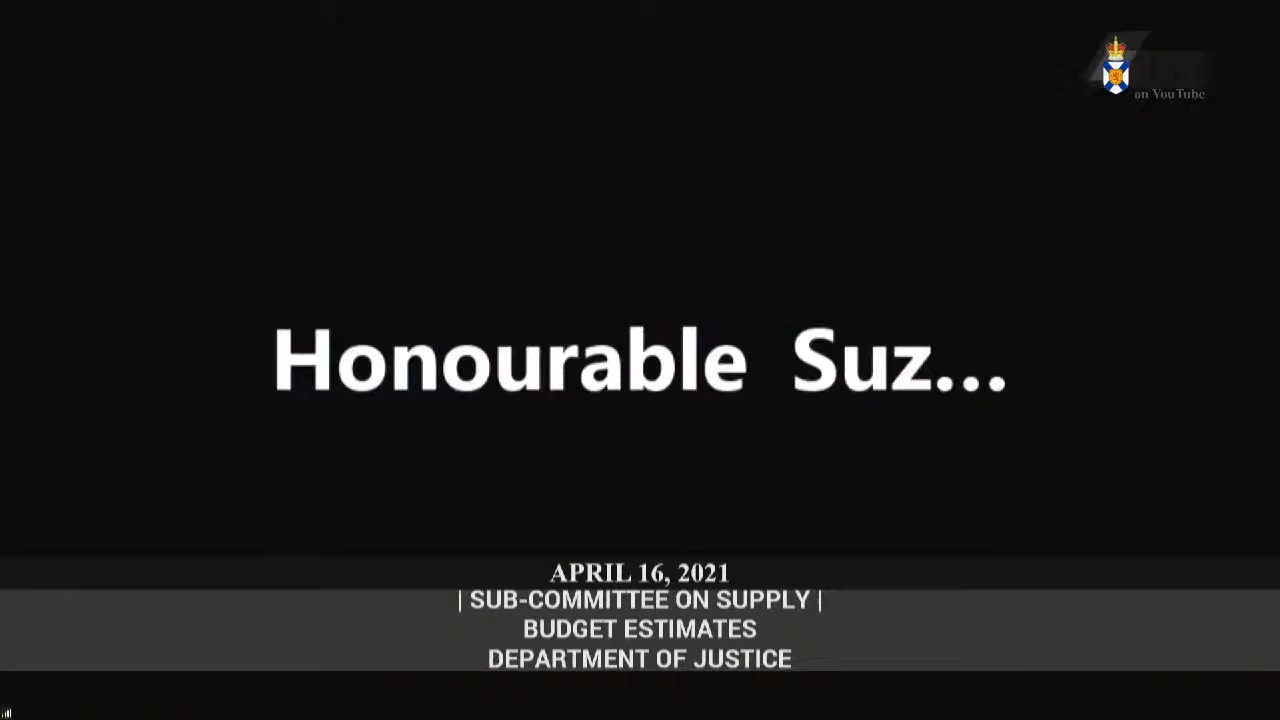 on YouTube
Honourable Suz...
APRIL 16, 2021
| SUB-COMMITTEE ON SUPPLY |
BUDGET ESTIMATES
DEPARTMENT OF JUSTICE